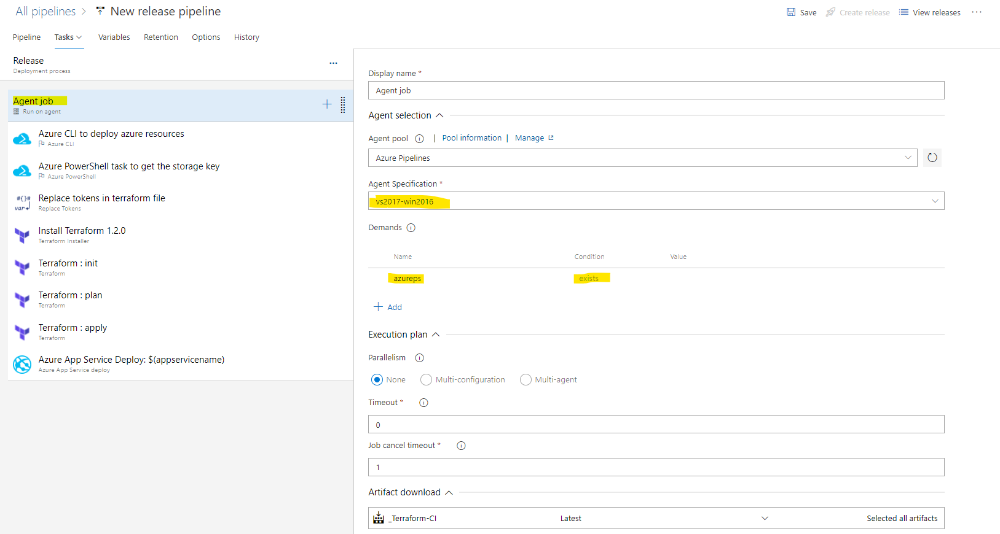 All pipelines > New release pipeline
Save Create release View releases ...
Pipeline Tasks Variables Retention Options History
Release
Deployment process
...
Agent job
Run on agent
Azure CLI to deploy azure resources
Azure CLI
Azure PowerShell task to get the storage key
Azure PowerShell
#{}#
var
Replace tokens in terraform file
Replace Tokens
Install Terraform 1.2.0
Terraform Installer
Terraform : init
Terraform
Terraform : plan
Terraform
Terraform : apply
Terraform
Azure App Service Deploy: $(appservicename)
Azure App Service deploy
Display name *
Agent job
Agent selection
Agent pool | Pool information | Manage
Azure Pipelines
Agent Specification *
vs2017-win2016
Demands
Name Condition Value
azureps exists
+ Add
Execution plan
Parallelism
None Multi-configuration Multi-agent
Timeout *
0
Job cancel timeout *
1
Artifact download
_Terraform-CI Latest Selected all artifacts